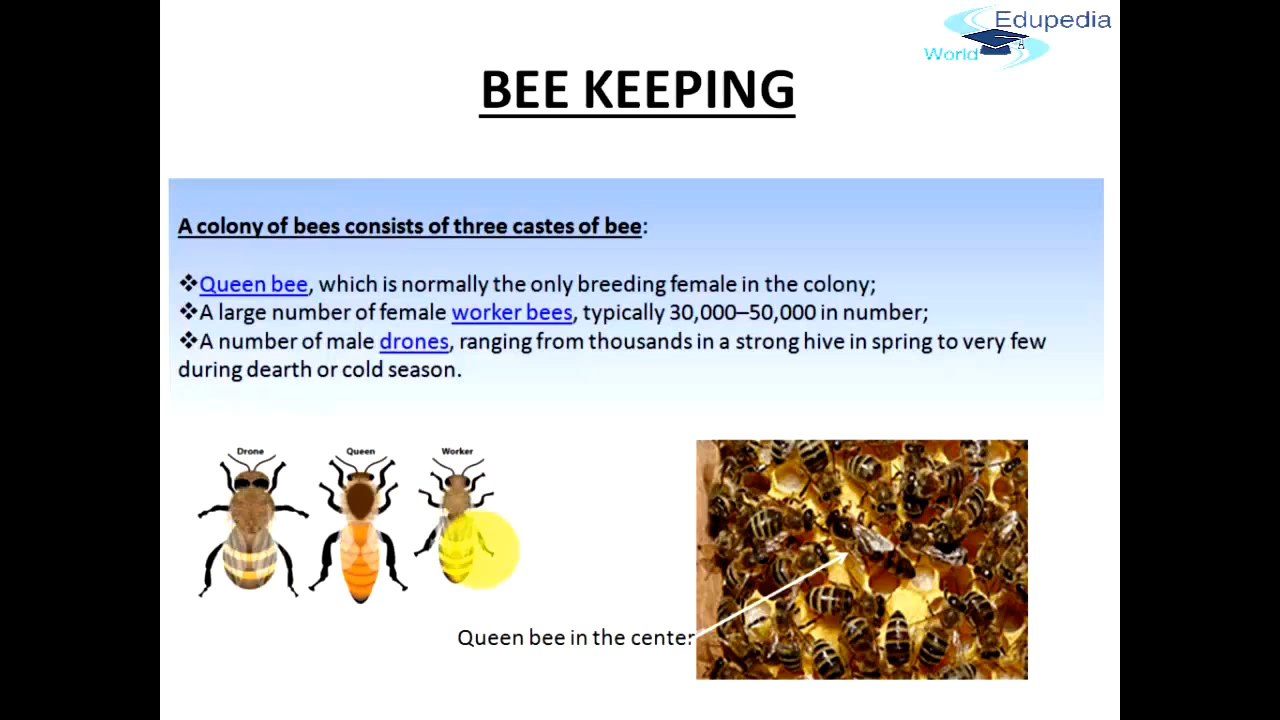 Edupedia
World
BEE KEEPING
A colony of bees consists of three castes of bee:
❖Queen bee, which is normally the only breeding female in the colony;
❖A large number of female worker bees, typically 30,000–50,000 in number;
❖A number of male drones, ranging from thousands in a strong hive in spring to very few
during dearth or cold season.
Drone Queen Worker
Queen bee in the center